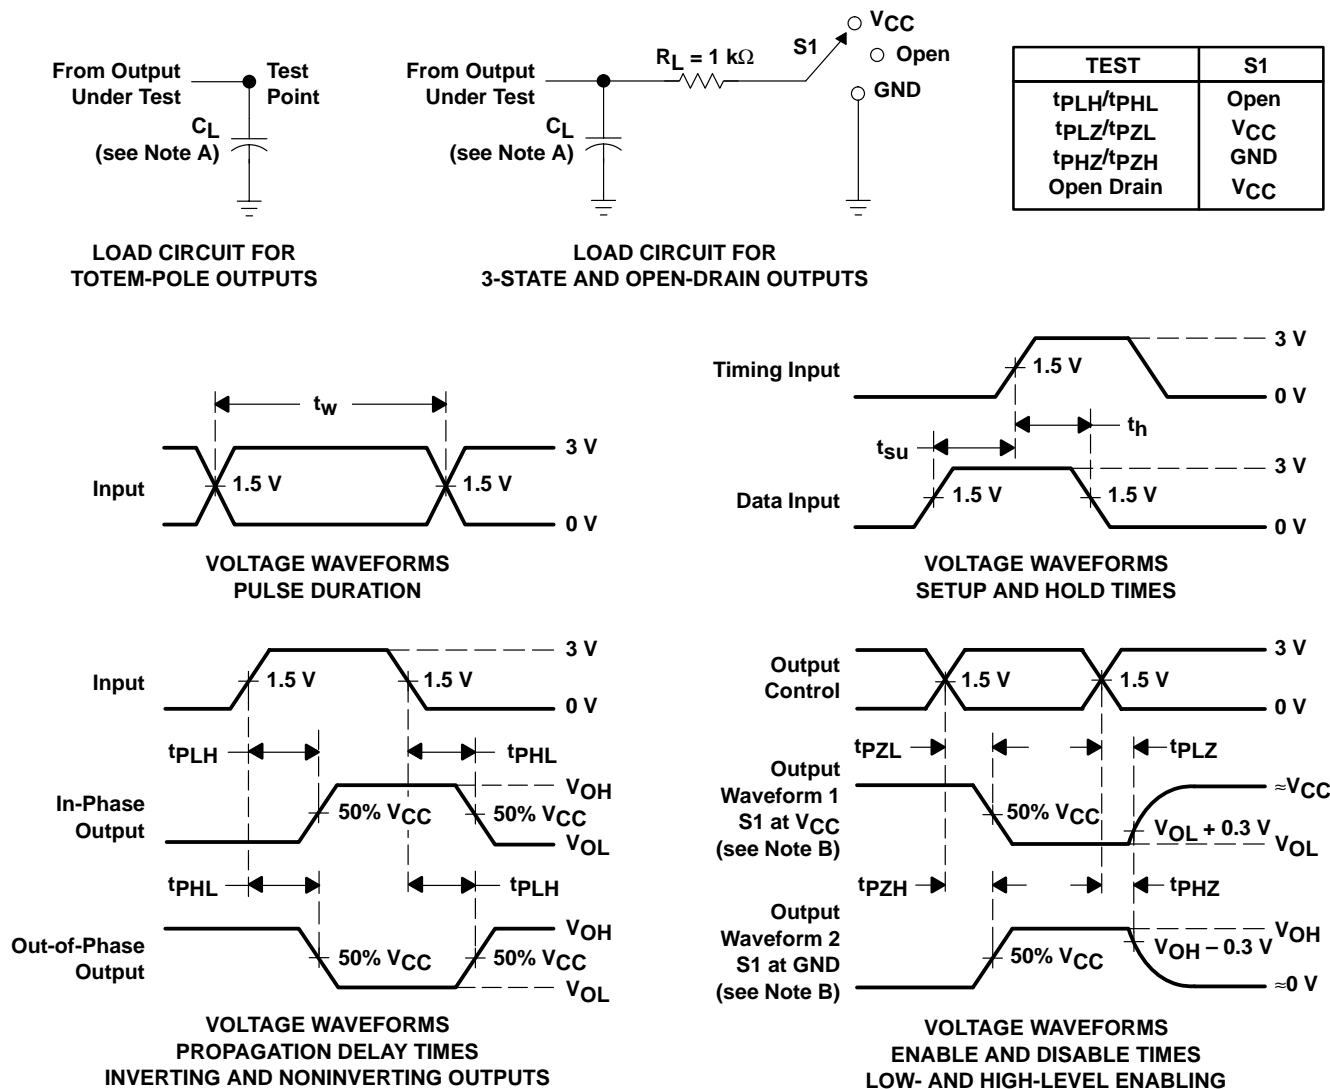 From Output
Under Test
Test
Point
CL
(see Note A)
LOAD CIRCUIT FOR
TOTEM-POLE OUTPUTS
From Output
Under Test
RL = 1 kΩ
S1
VCC
Open
GND
CL
(see Note A)
LOAD CIRCUIT FOR
3-STATE AND OPEN-DRAIN OUTPUTS
TEST S1
tPLH/tPHL Open
tPLZ/tPZL VCC
tPHZ/tPZH GND
Open Drain VCC
tw
Input
3 V
1.5 V
1.5 V
0 V
VOLTAGE WAVEFORMS
PULSE DURATION
Timing Input
3 V
1.5 V
0 V
tsu
th
Data Input
3 V
1.5 V
1.5 V
0 V
VOLTAGE WAVEFORMS
SETUP AND HOLD TIMES
Input
3 V
1.5 V
1.5 V
0 V
tPLH
tPHL
In-Phase
Output
VOH
50% VCC
50% VCC
VOL
tPHL
tPLH
Out-of-Phase
Output
VOH
50% VCC
50% VCC
VOL
VOLTAGE WAVEFORMS
PROPAGATION DELAY TIMES
INVERTING AND NONINVERTING OUTPUTS
Output
Control
3 V
1.5 V
1.5 V
0 V
tPZL
tPLZ
Output
Waveform 1
S1 at VCC
(see Note B)
≈VCC
50% VCC
VOL + 0.3 V
VOL
tPZH
tPHZ
Output
Waveform 2
S1 at GND
(see Note B)
VOH
50% VCC
VOH − 0.3 V
≈0 V
VOLTAGE WAVEFORMS
ENABLE AND DISABLE TIMES
LOW- AND HIGH-LEVEL ENABLING